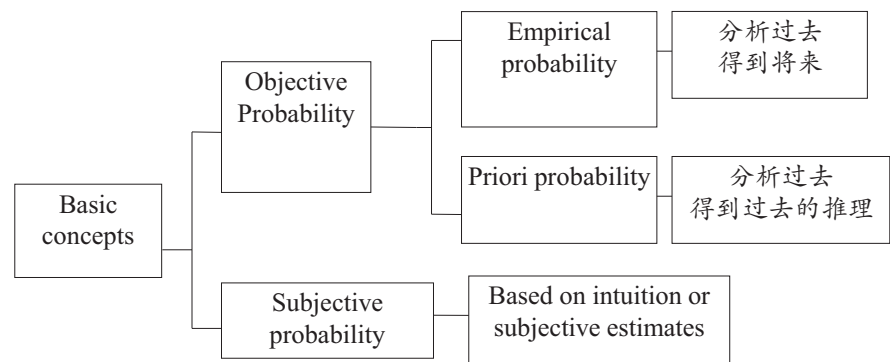 Basic
concepts
Objective
Probability
Empirical
probability
分析过去
得到将来
Priori probability
分析过去
得到过去的推理
Subjective
probability
Based on intuition or
subjective estimates